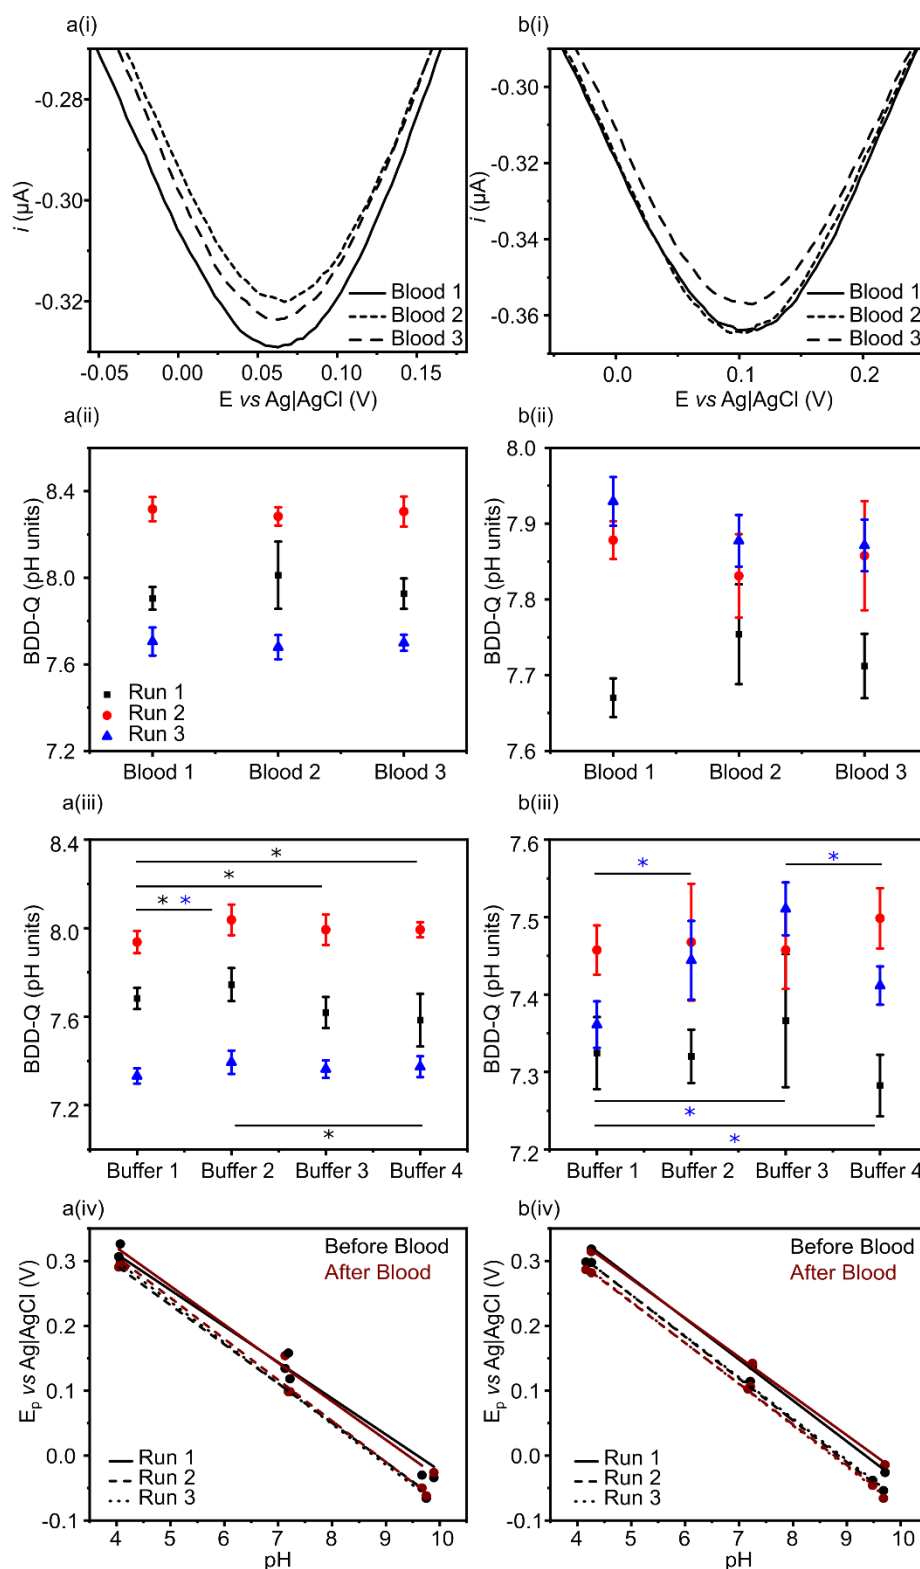 a(i)
-0.28
-0.30
-0.32
i (µA)
Blood 1
Blood 2
Blood 3
-0.05 0.00 0.05 0.10 0.15
E vs Ag|AgCl (V)
b(i)
-0.30
-0.32
-0.34
-0.36
i (µA)
Blood 1
Blood 2
Blood 3
0.0 0.1 0.2
E vs Ag|AgCl (V)
a(ii)
8.4
8.0
7.6
7.2
BDD-Q (pH units)
Run 1
Run 2
Run 3
Blood 1 Blood 2 Blood 3
b(ii)
8.0
7.9
7.8
7.7
7.6
BDD-Q (pH units)
Blood 1 Blood 2 Blood 3
a(iii)
8.4
8.0
7.6
7.2
BDD-Q (pH units)
*
*
* *
*
Buffer 1 Buffer 2 Buffer 3 Buffer 4
b(iii)
7.6
7.5
7.4
7.3
7.2
BDD-Q (pH units)
* *
*
*
Buffer 1 Buffer 2 Buffer 3 Buffer 4
a(iv)
0.3
0.2
0.1
0.0
-0.1
Ep vs Ag|AgCl (V)
Before Blood
After Blood
Run 1
Run 2
Run 3
4 5 6 7 8 9 10
pH
b(iv)
0.3
0.2
0.1
0.0
-0.1
Ep vs Ag|AgCl (V)
Before Blood
After Blood
Run 1
Run 2
Run 3
4 5 6 7 8 9 10
pH